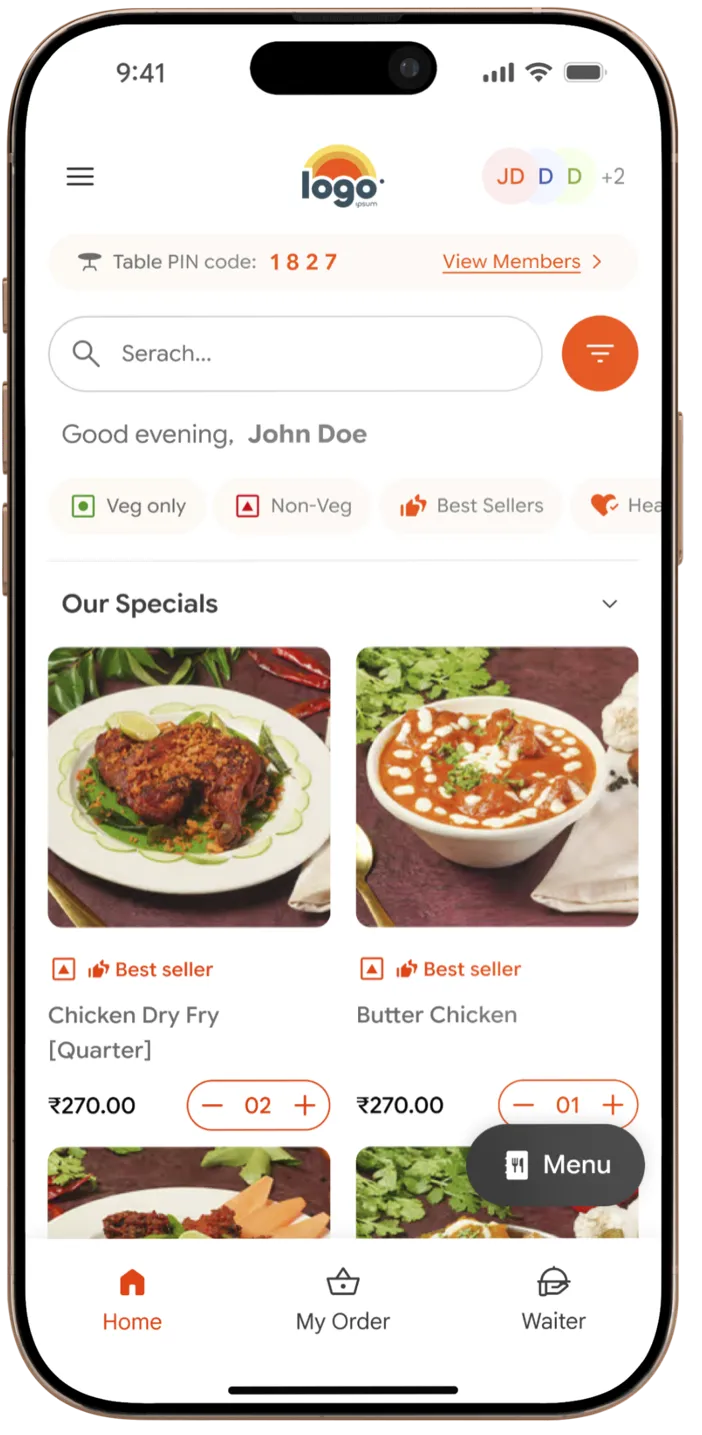 9:41
logo
ipsum
JD D D +2
Table PIN code: 1827 View Members
Serach...
Good evening, John Doe
Veg only Non-Veg Best Sellers Hea
Our Specials
Best seller Best seller
Chicken Dry Fry Butter Chicken
[Quarter]
₹270.00 02 ₹270.00 01
Menu
Home My Order Waiter